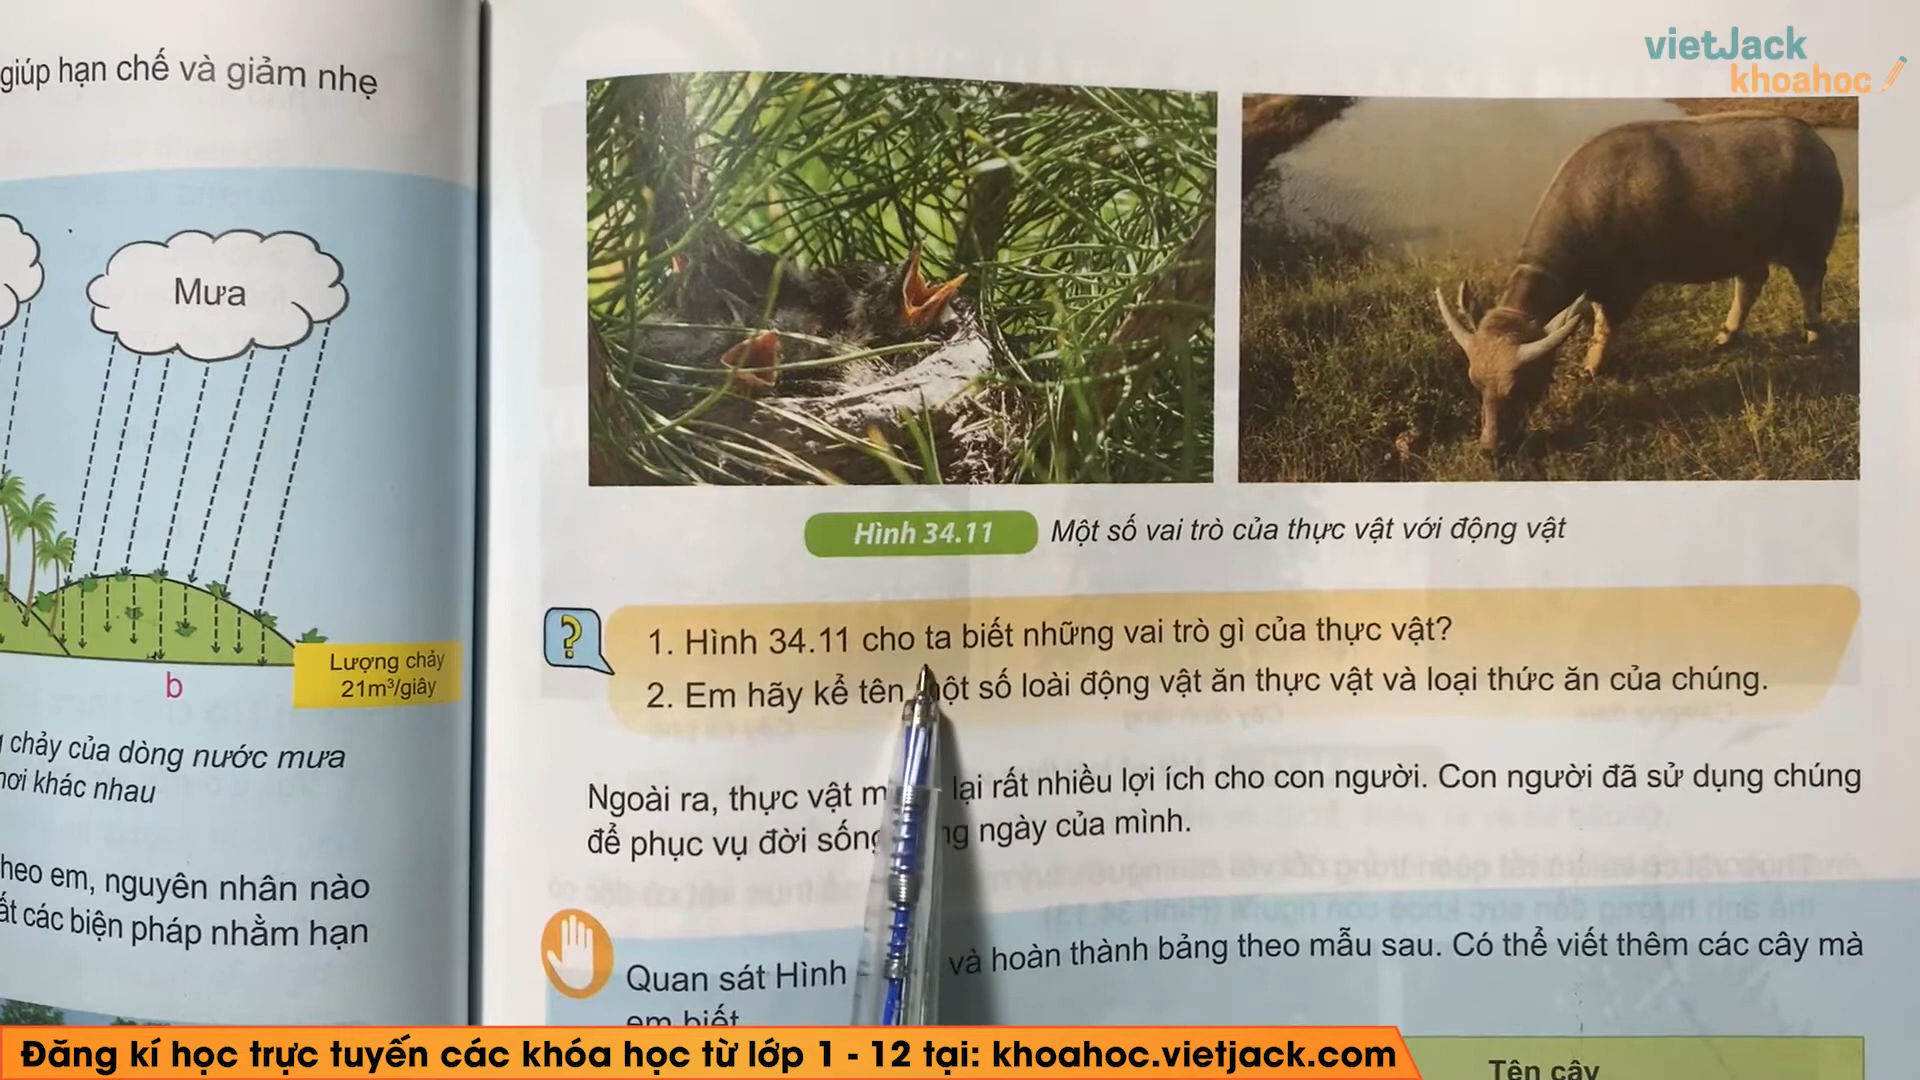 giúp hạn chế và giảm nhẹ
Mưa
Lượng chảy
21m³/giây
b
chảy của dòng nước mưa
khác nhau
heo em, nguyên nhân nào
các biện pháp nhằm hạn
vietJack
khoahoc
Hình 34.11 Một số vai trò của thực vật với động vật
?
1. Hình 34.11 cho ta biết những vai trò gì của thực vật?
2. Em hãy kể tên một số loài động vật ăn thực vật và loại thức ăn của chúng.
Ngoài ra, thực vật lại rất nhiều lợi ích cho con người. Con người đã sử dụng chúng
để phục vụ đời sống ngày của mình.
Quan sát Hình và hoàn thành bảng theo mẫu sau. Có thể viết thêm các cây mà
em biết
Tên cây
Đăng kí học trực tuyến các khóa học từ lớp 1 - 12 tại: khoahoc.vietjack.com